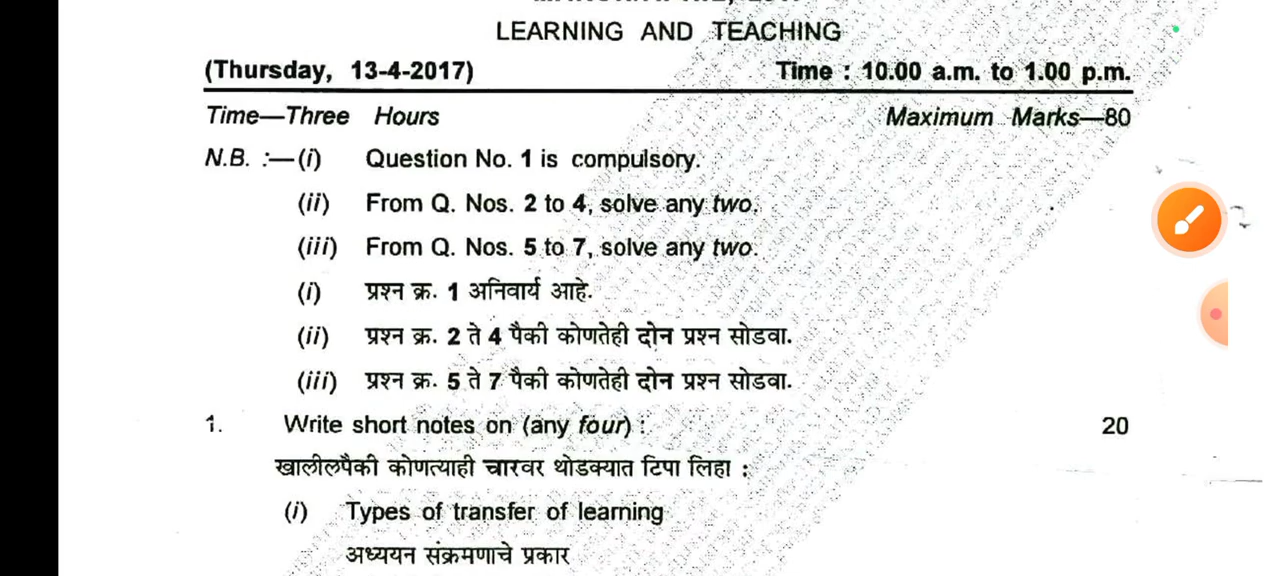 LEARNING AND TEACHING
(Thursday, 13-4-2017) Time : 10.00 a.m. to 1.00 p.m.
Time—Three Hours Maximum Marks—80
N.B. :—(i) Question No. 1 is compulsory.
(ii) From Q. Nos. 2 to 4, solve any two.
(iii) From Q. Nos. 5 to 7, solve any two.
(i) प्रश्न क्र. 1 अनिवार्य आहे.
(ii) प्रश्न क्र. 2 ते 4 पैकी कोणतेही दोन प्रश्न सोडवा.
(iii) प्रश्न क्र. 5 ते 7 पैकी कोणतेही दोन प्रश्न सोडवा.
1. Write short notes on (any four) : 20
खालीलपैकी कोणत्याही चारवर थोडक्यात टिपा लिहा :
(i) Types of transfer of learning
अध्ययन संक्रमणाचे प्रकार